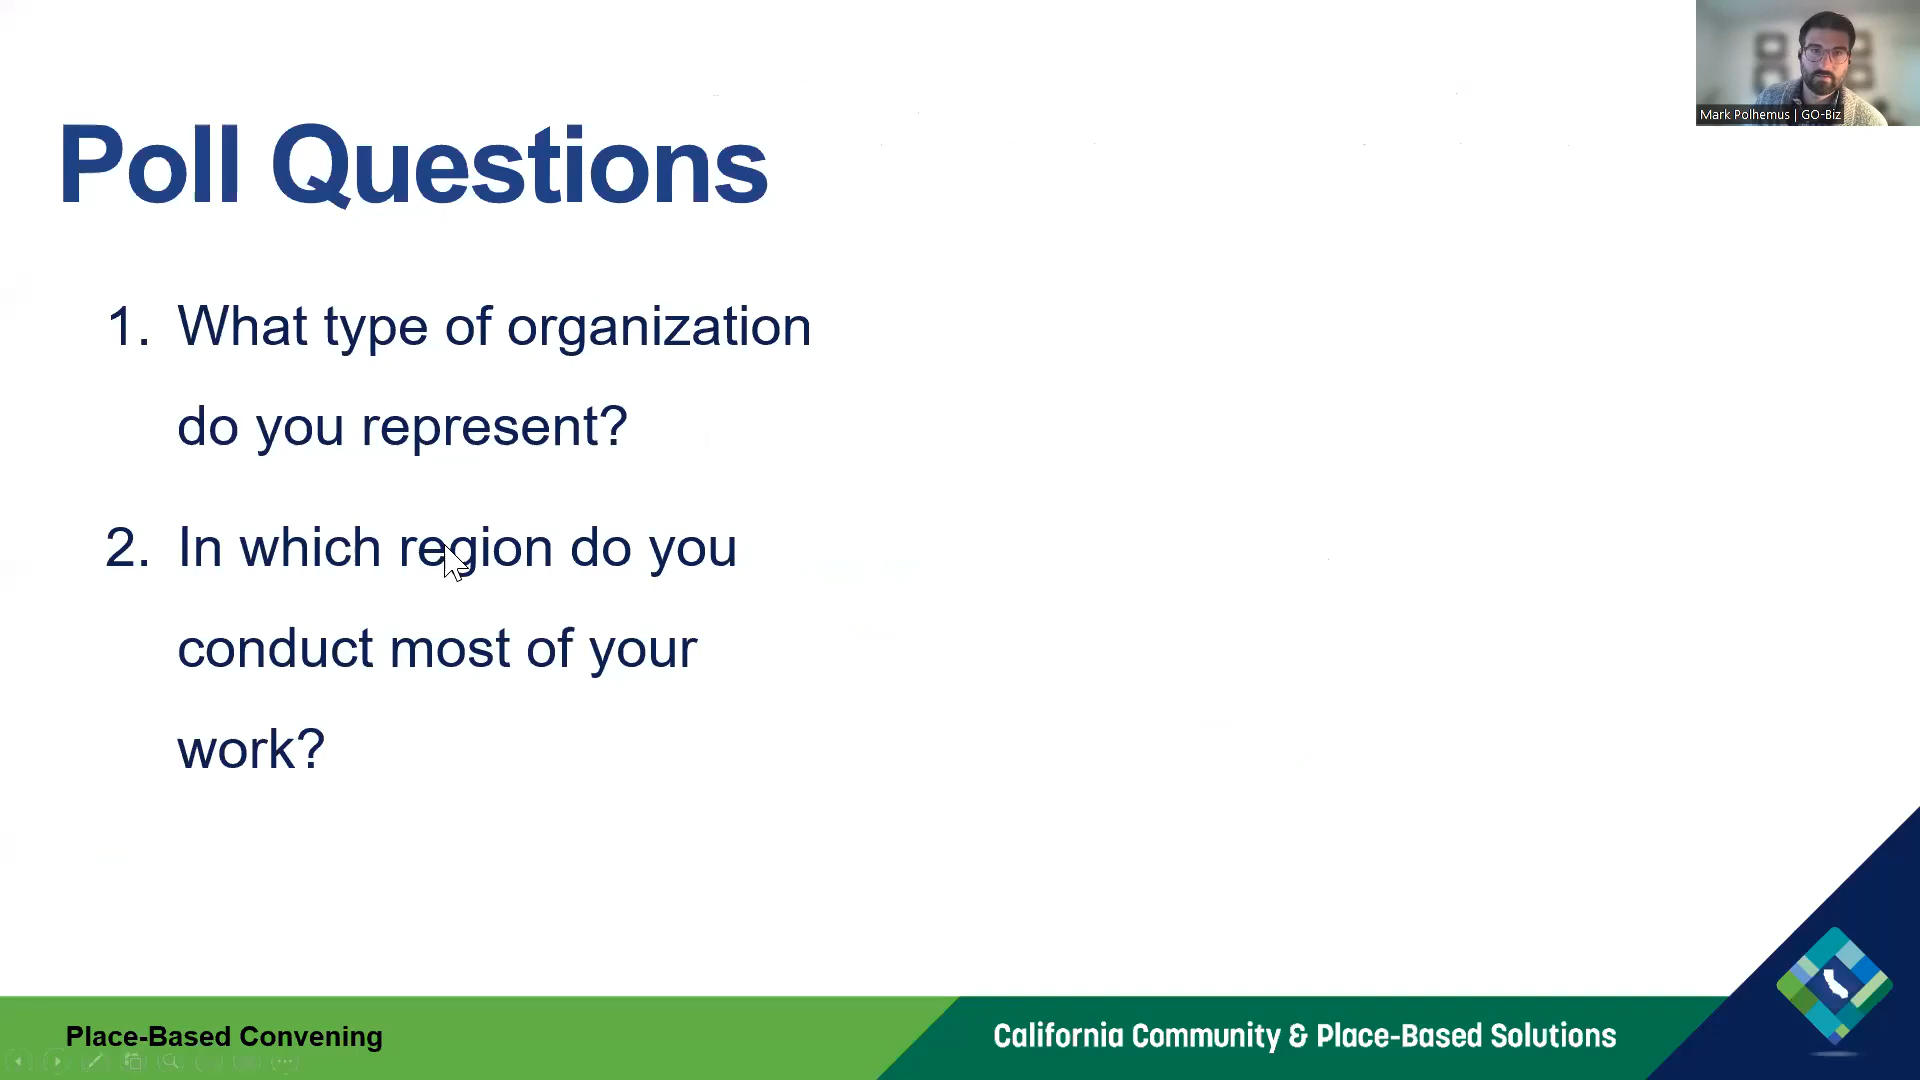 Mark Polhemus | GO-Biz
Poll Questions
1. What type of organization
do you represent?
2. In which region do you
conduct most of your
work?
Place-Based Convening
California Community & Place-Based Solutions